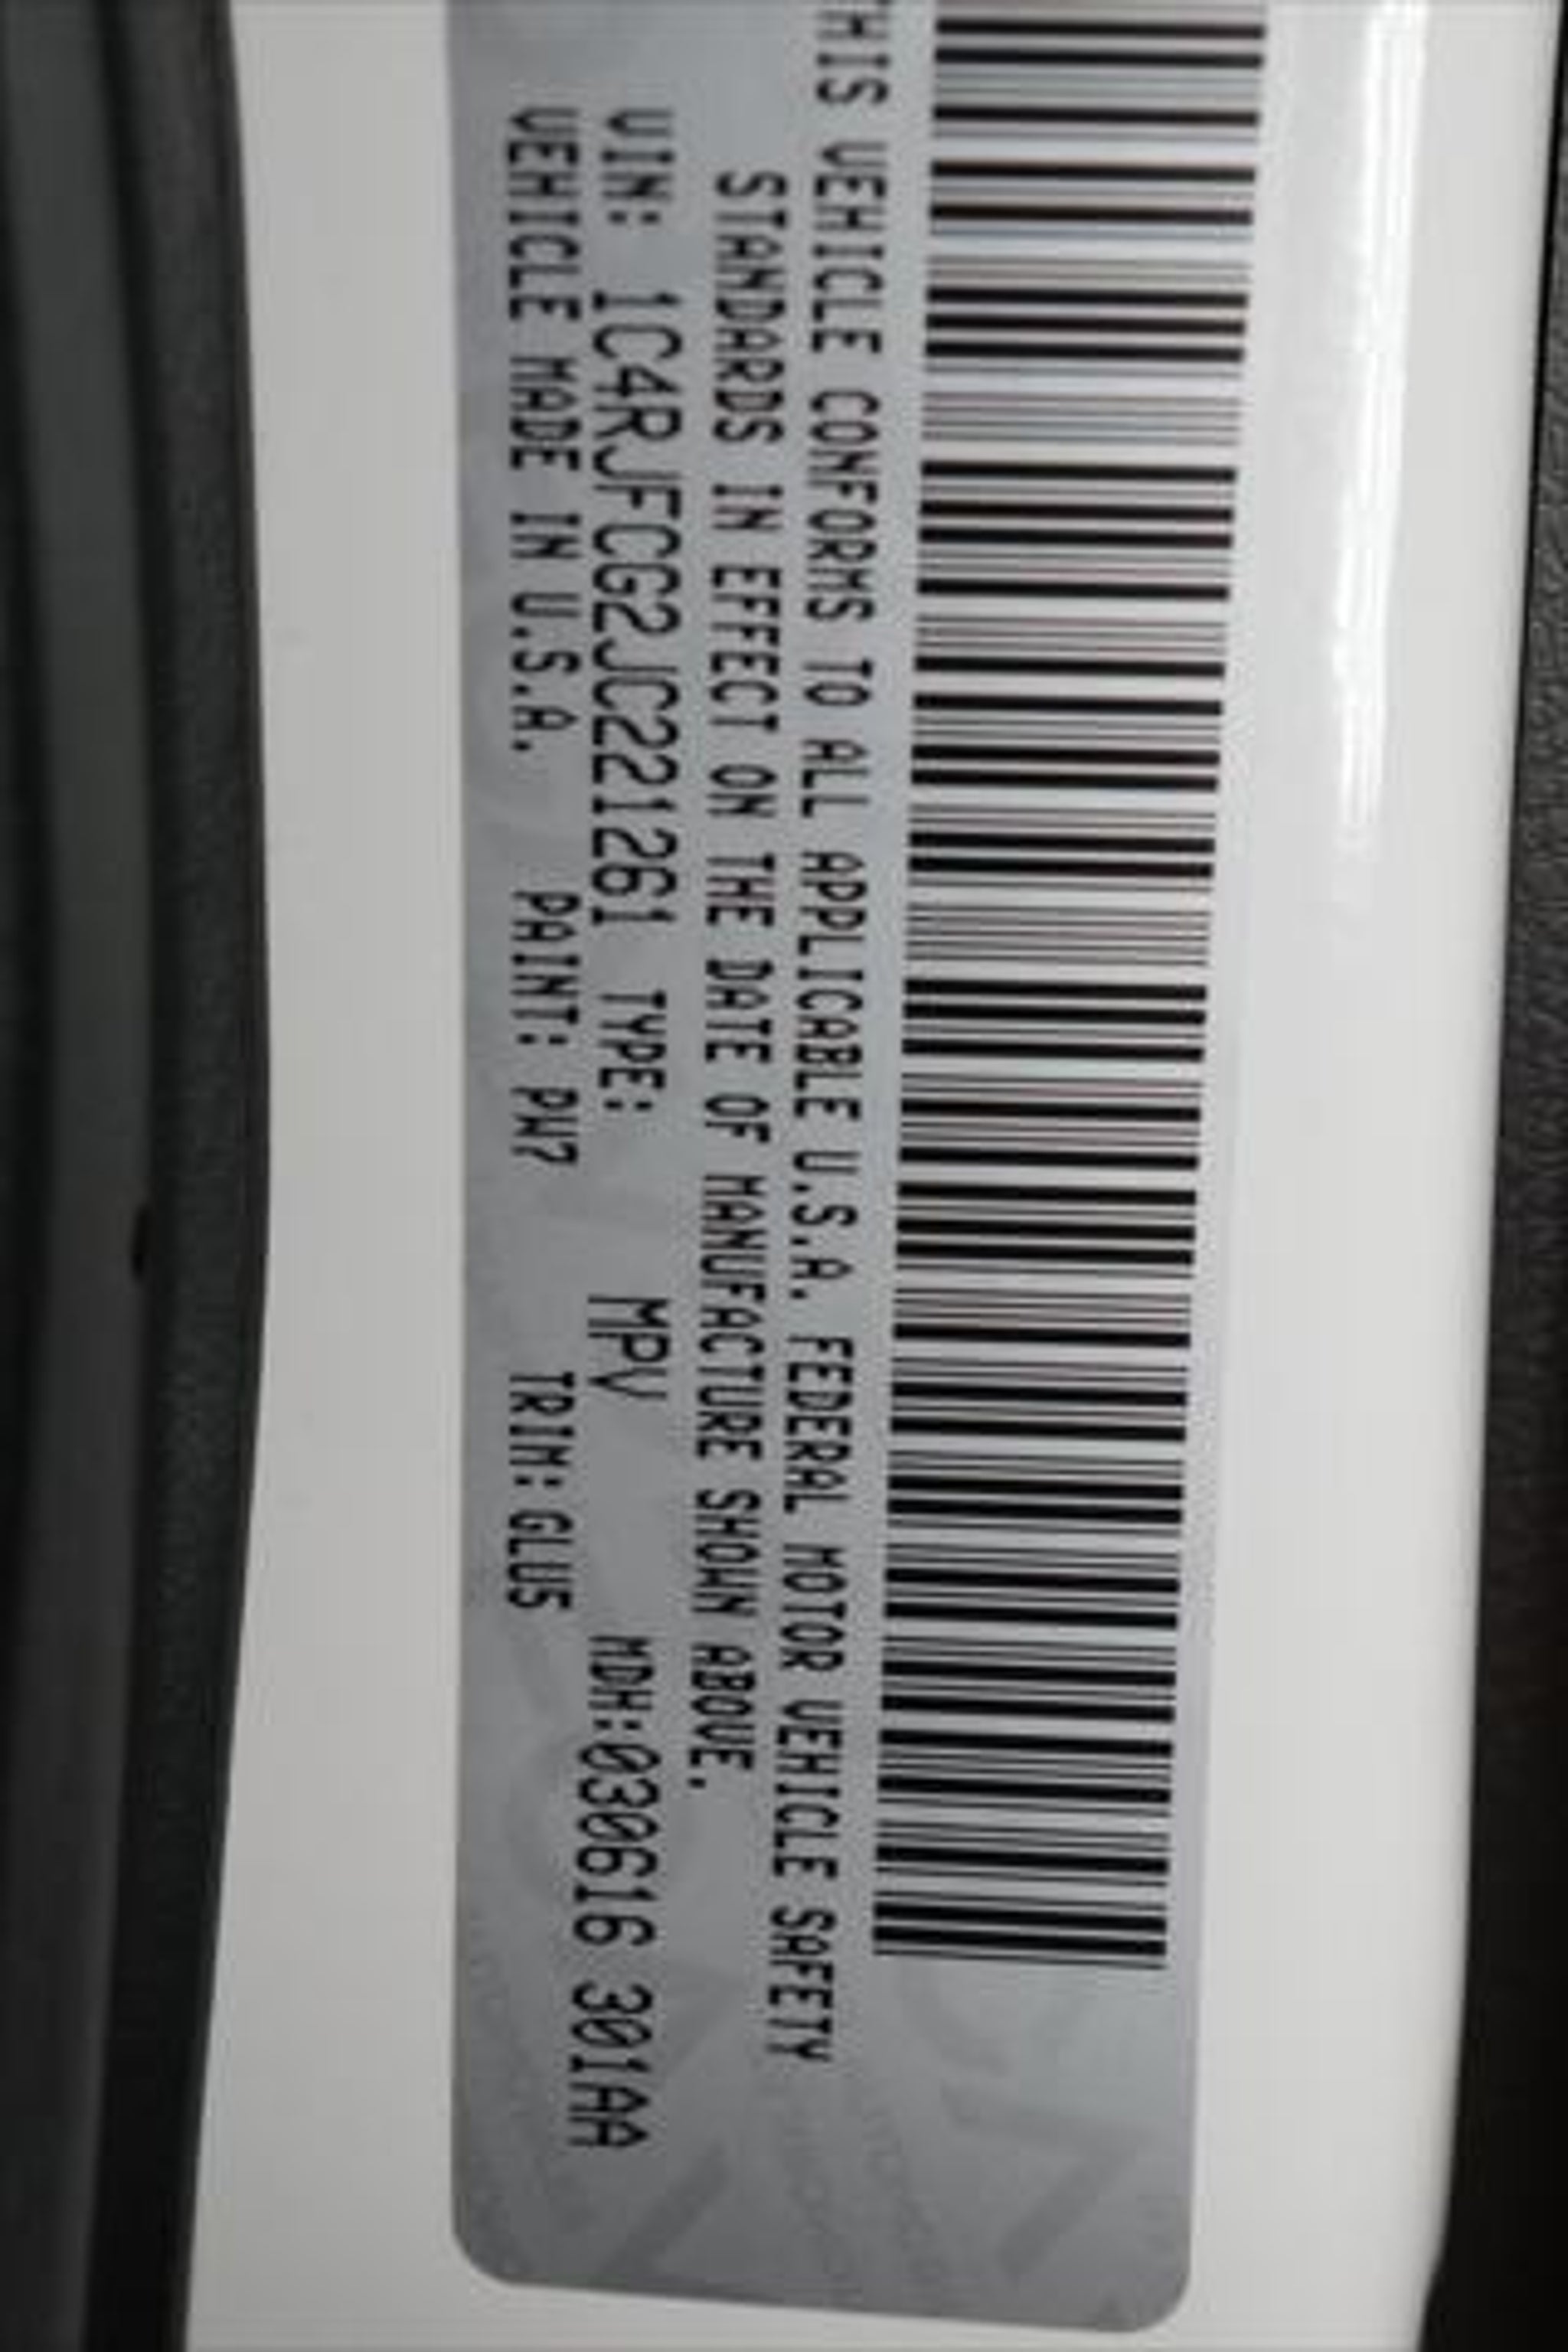 THIS VEHICLE CONFORMS TO ALL APPLICABLE U.S.A. FEDERAL MOTOR VEHICLE SAFETY
STANDARDS IN EFFECT ON THE DATE OF MANUFACTURE SHOWN ABOVE.
VIN: 1C4RJFCG2JC221261 TYPE: MPV MDH:030616 301AA
VEHICLE MADE IN U.S.A. PAINT: PW7 TRIM:GLU5